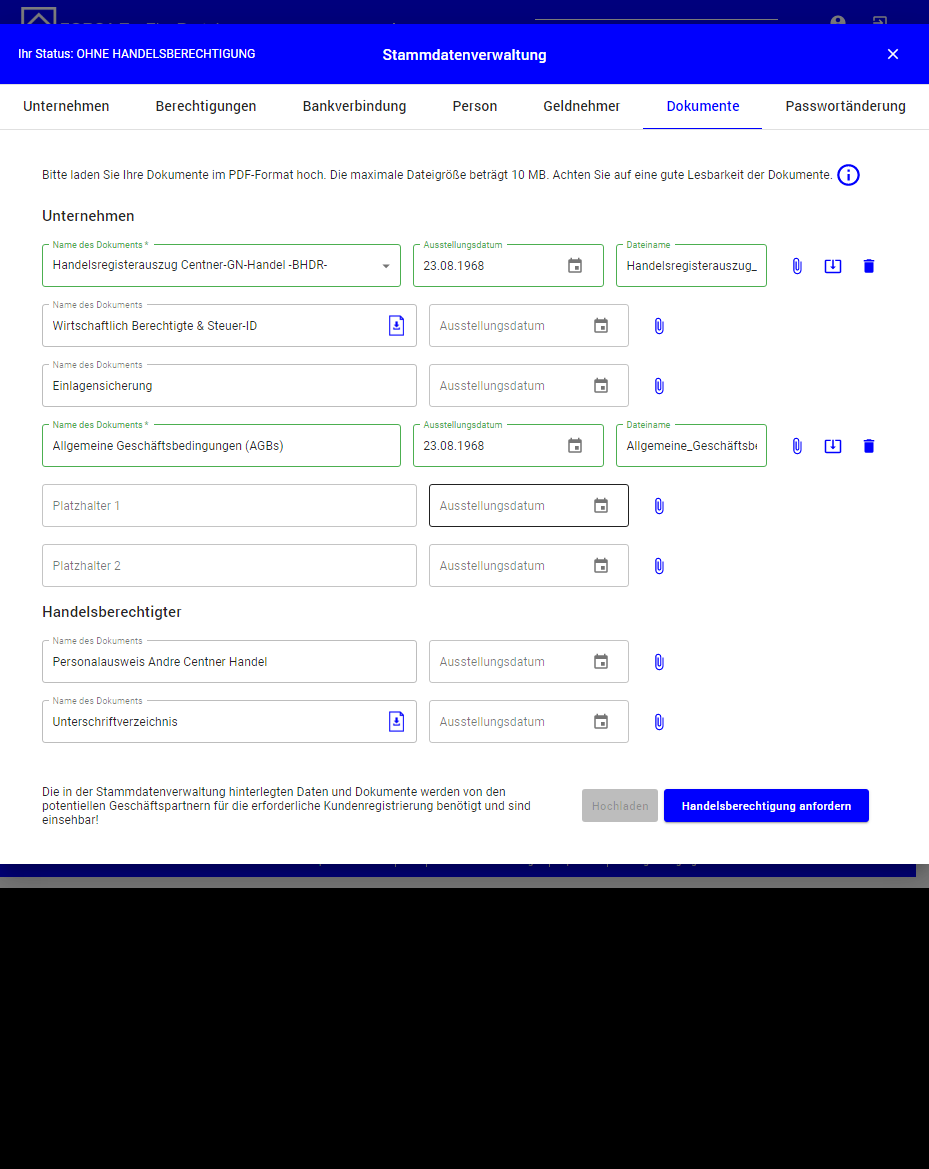 Ihr Status: OHNE HANDELSBERECHTIGUNG
Stammdatenverwaltung
Unternehmen
Berechtigungen
Bankverbindung
Person
Geldnehmer
Dokumente
Passwortänderung
Bitte laden Sie Ihre Dokumente im PDF-Format hoch. Die maximale Dateigröße beträgt 10 MB. Achten Sie auf eine gute Lesbarkeit der Dokumente.
Unternehmen
Name des Dokuments *
Ausstellungsdatum
Dateiname
Handelsregisterauszug Centner-GN-Handel -BHDR-
23.08.1968
Handelsregisterauszug_
Name des Dokuments
Wirtschaftlich Berechtigte & Steuer-ID
Ausstellungsdatum
Name des Dokuments
Einlagensicherung
Ausstellungsdatum
Name des Dokuments *
Ausstellungsdatum
Dateiname
Allgemeine Geschäftsbedingungen (AGBs)
23.08.1968
Allgemeine_Geschäftsbe
Platzhalter 1
Ausstellungsdatum
Platzhalter 2
Ausstellungsdatum
Handelsberechtigter
Name des Dokuments
Personalausweis Andre Centner Handel
Ausstellungsdatum
Name des Dokuments
Unterschriftverzeichnis
Ausstellungsdatum
Die in der Stammdatenverwaltung hinterlegten Daten und Dokumente werden von den
potentiellen Geschäftspartnern für die erforderliche Kundenregistrierung benötigt und sind
einsehbar!
Hochladen
Handelsberechtigung anfordern